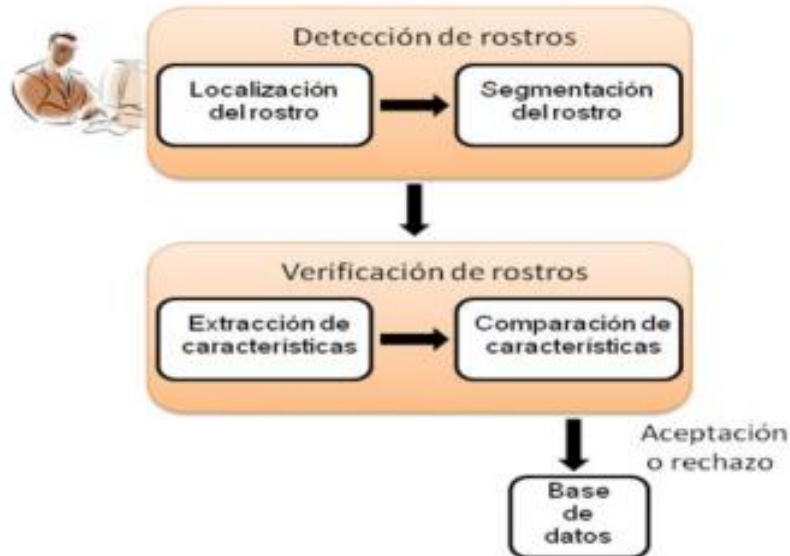 Detección de rostros
Localización
del rostro
Segmentación
del rostro
Verificación de rostros
Extracción de
características
Comparación de
características
Aceptación
o rechazo
Base
de
datos